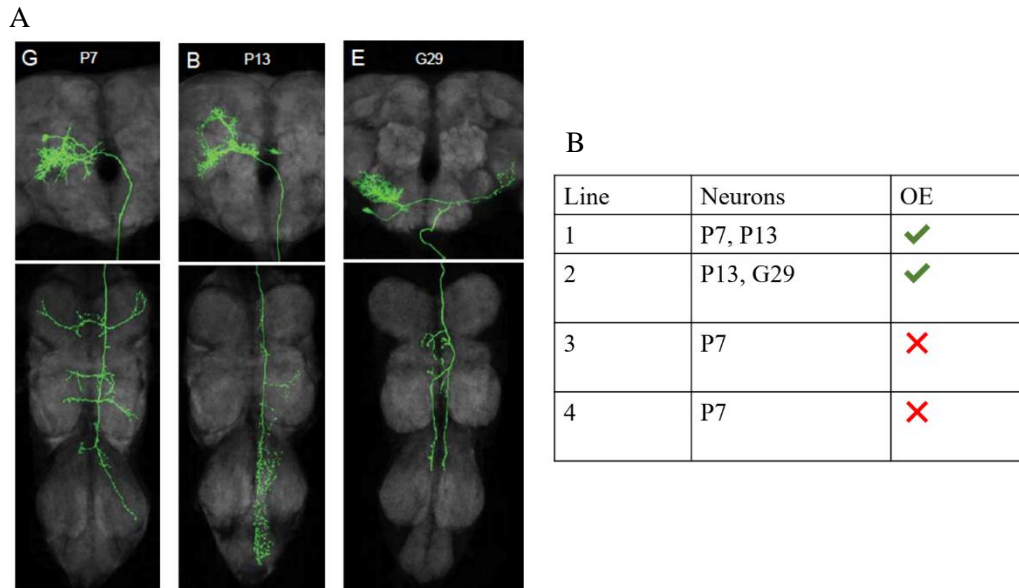 A
G P7
B P13
E G29
B
Line Neurons OE
1 P7, P13 ✓
2 P13, G29 ✓
3 P7 ✗
4 P7 ✗